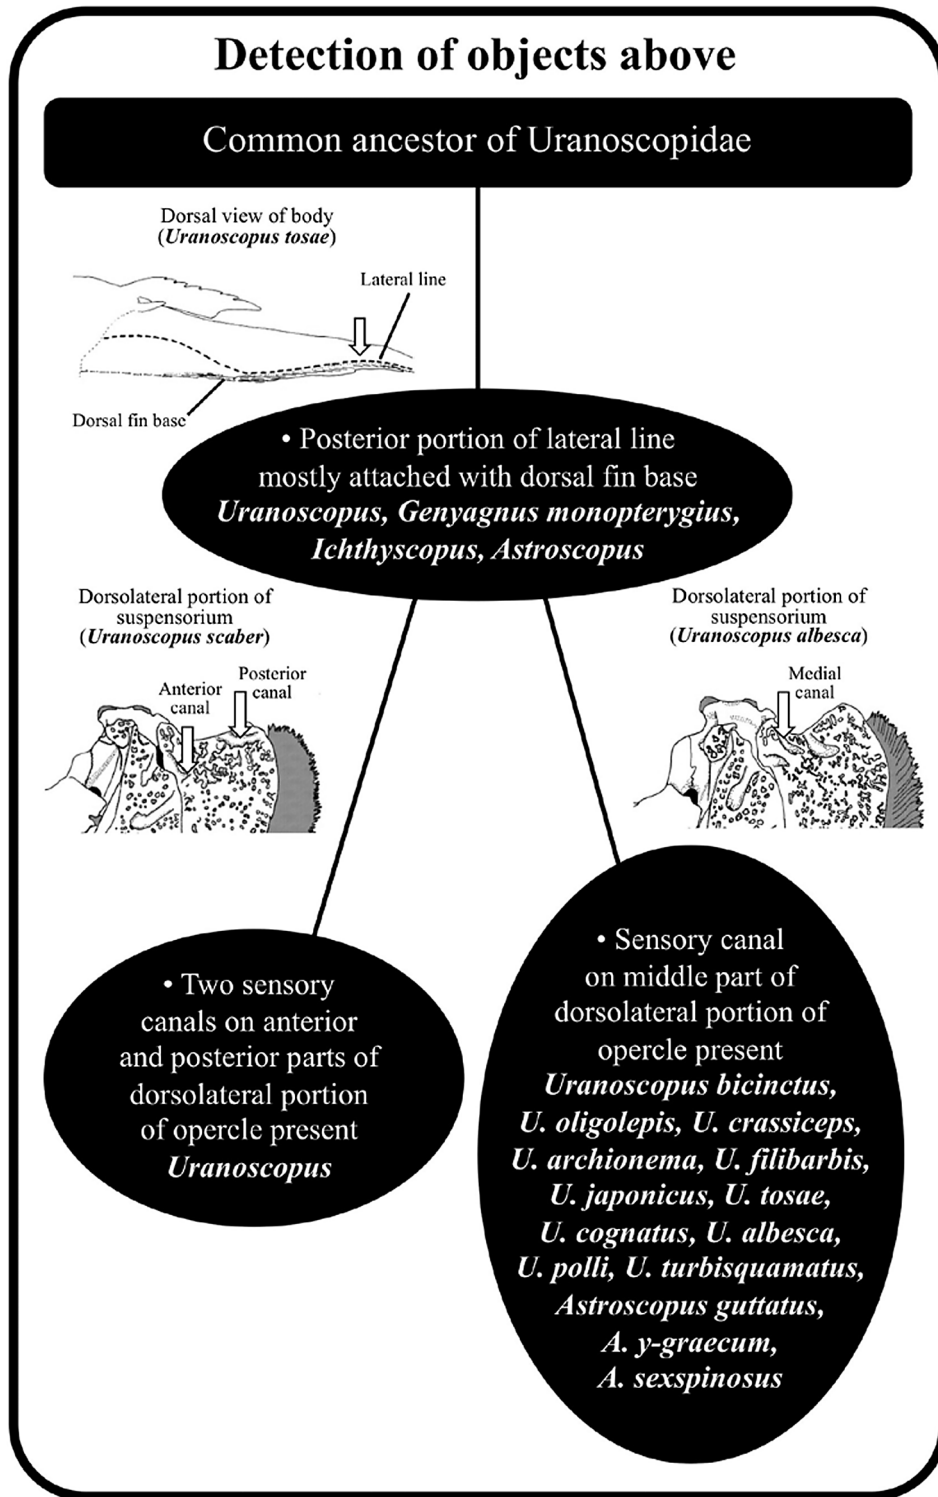 Detection of objects above
Common ancestor of Uranoscopidae
Dorsal view of body
(Uranoscopus tosae)
Lateral line
Dorsal fin base
• Posterior portion of lateral line
mostly attached with dorsal fin base
Uranoscopus, Genyagnus monopterygius,
Ichthyscopus, Astroscopus
Dorsolateral portion of
suspensorium
(Uranoscopus scaber)
Anterior
canal
Posterior
canal
Dorsolateral portion of
suspensorium
(Uranoscopus albesca)
Medial
canal
• Two sensory
canals on anterior
and posterior parts of
dorsolateral portion
of opercle present
Uranoscopus
• Sensory canal
on middle part of
dorsolateral portion of
opercle present
Uranoscopus bicinctus,
U. oligolepis, U. crassiceps,
U. archionema, U. filibarbis,
U. japonicus, U. tosae,
U. cognatus, U. albesca,
U. polli, U. turbisquamatus,
Astroscopus guttatus,
A. y-graecum,
A. sexspinosus